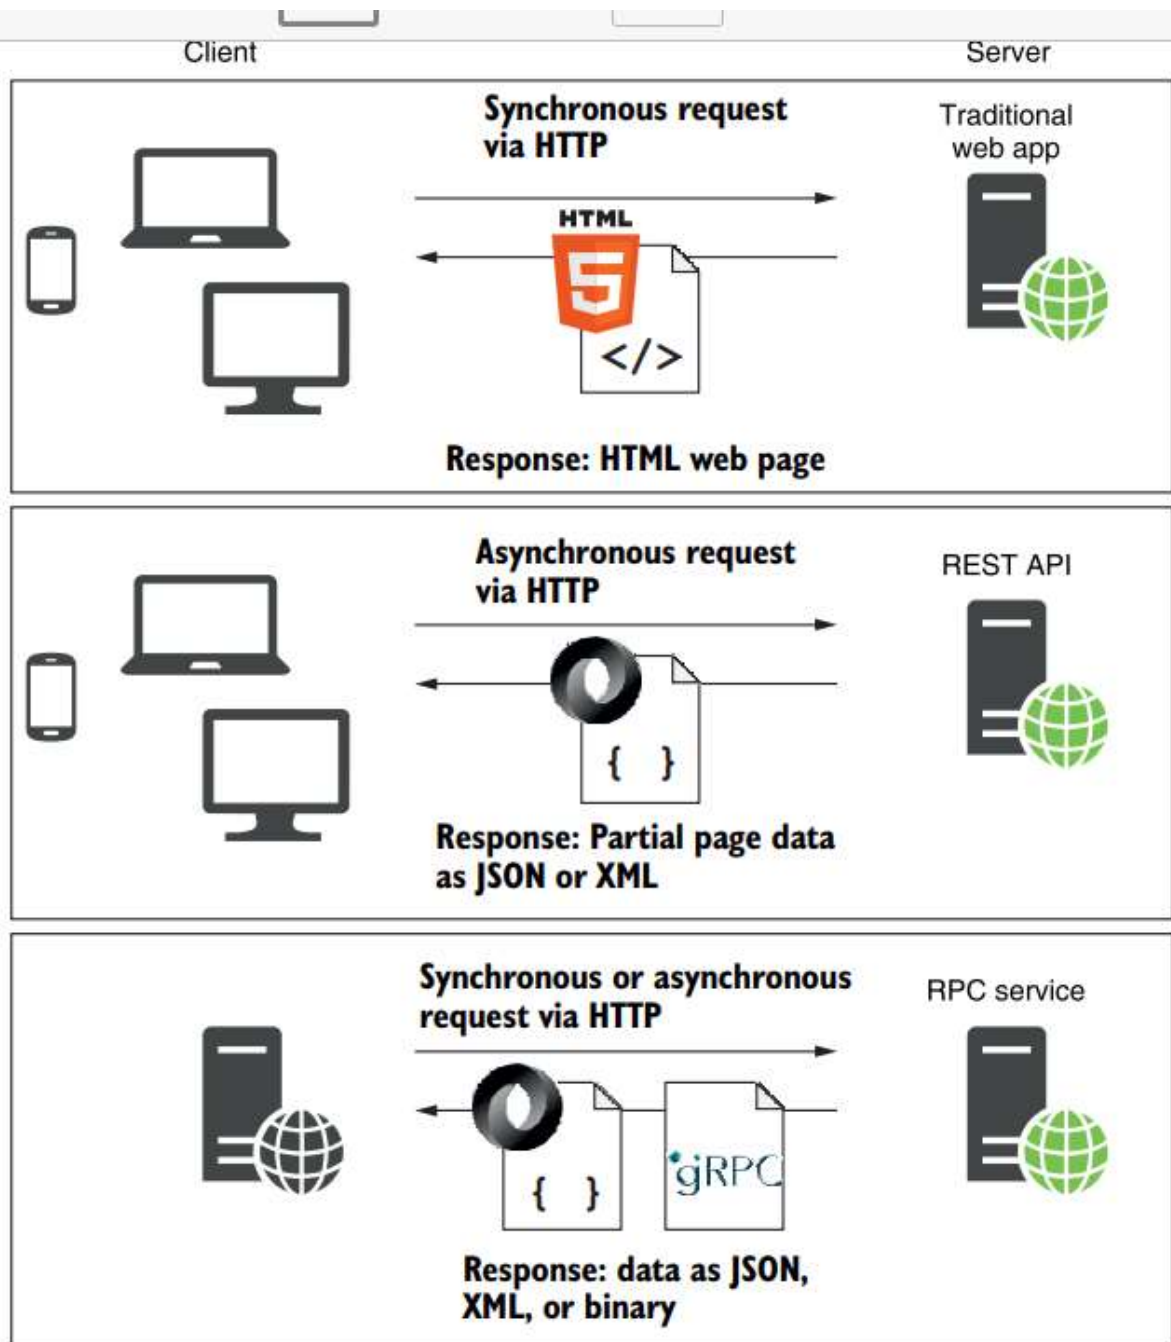 Client
Server
Synchronous request
via HTTP
Traditional
web app
HTML
5
</>
Response: HTML web page
Asynchronous request
via HTTP
REST API
{ }
Response: Partial page data
as JSON or XML
Synchronous or asynchronous
request via HTTP
RPC service
{ }
gRPC
Response: data as JSON,
XML, or binary